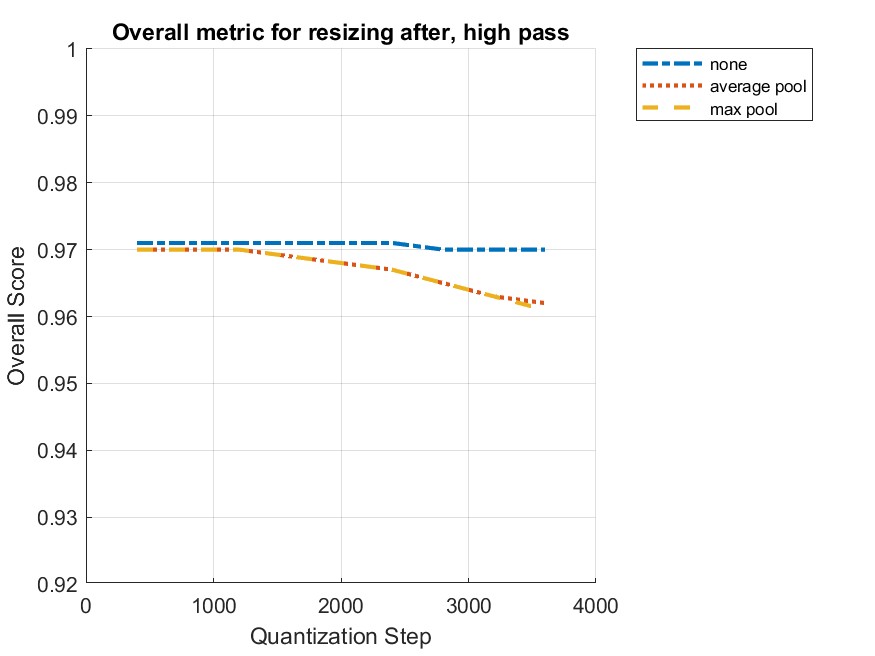 Overall metric for resizing after, high pass
1
0.99
0.98
0.97
0.96
0.95
0.94
0.93
0.92
Overall Score
0
1000
2000
3000
4000
Quantization Step
none
average pool
max pool